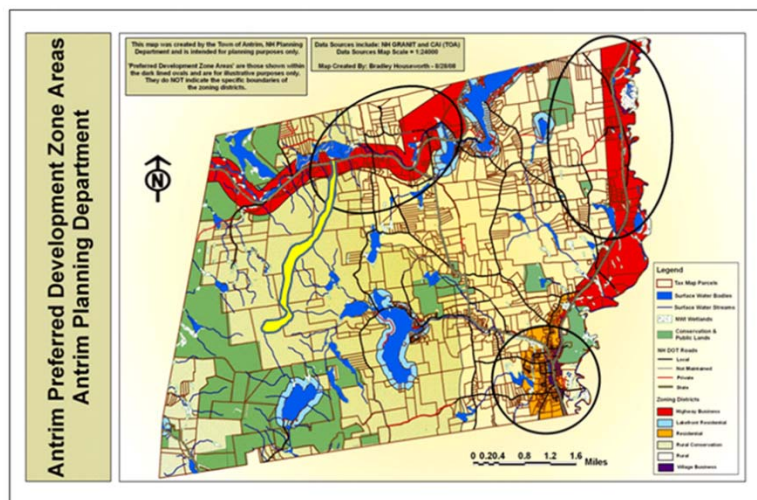 Antrim Preferred Development Zone Areas
Antrim Planning Department
This map was created by the Town of Antrim, NH Planning
Department and is intended for planning purposes only.
'Preferred Development Zone Areas' are those shown within
the dark lined ovals and are for illustrative purposes only.
They do NOT indicate the specific boundaries of
the zoning districts.
Data Sources Include: NH GRANIT and CAI (TOA)
Data Sources Map Scale = 1:24000
Map Created By: Bradley Houseworth - 8/28/08
N
Legend
Tax Map Parcels
Surface Water Bodies
Surface Water Streams
NWI Wetlands
Conservation &
Public Lands
NH DOT Roads
Local
Not Maintained
Private
State
Zoning Districts
Highway Business
Lakefront Residential
Residential
Rural Conservation
Rural
Village Business
0 0.20.4 0.8 1.2 1.6
Miles